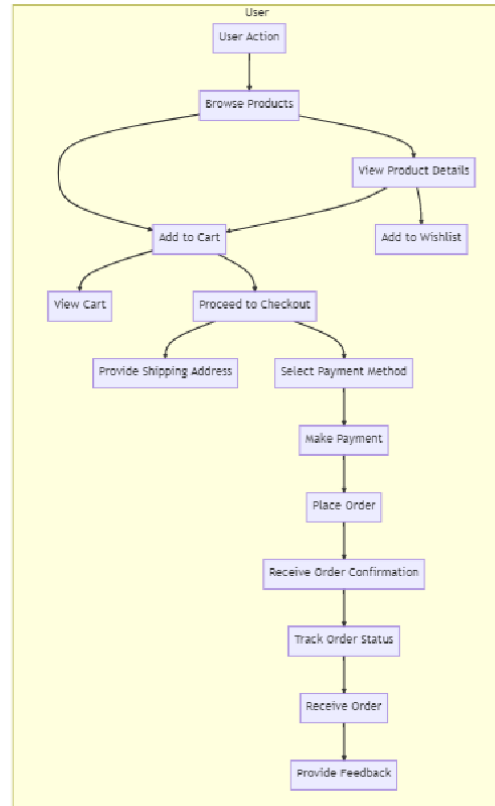 User
User Action
Browse Products
View Product Details
Add to Cart
Add to Wishlist
View Cart
Proceed to Checkout
Provide Shipping Address
Select Payment Method
Make Payment
Place Order
Receive Order Confirmation
Track Order Status
Receive Order
Provide Feedback